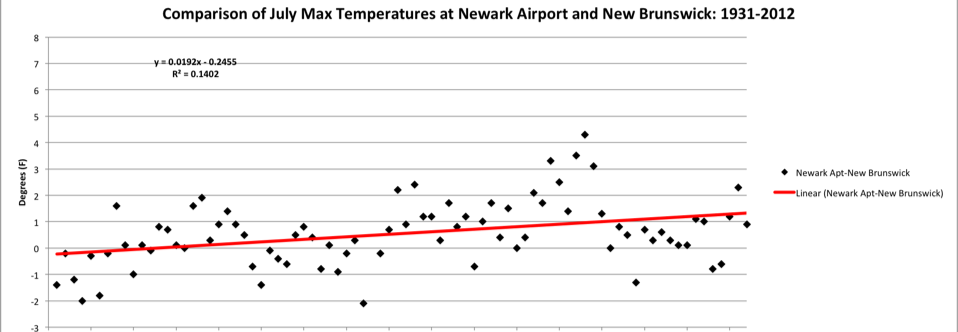 Comparison of July Max Temperatures at Newark Airport and New Brunswick: 1931-2012
8
7
6
5
4
3
2
1
0
-1
-2
-3
Degrees (F)
y = 0.0192x - 0.2455
R² = 0.1402
Newark Apt-New Brunswick
Linear (Newark Apt-New Brunswick)